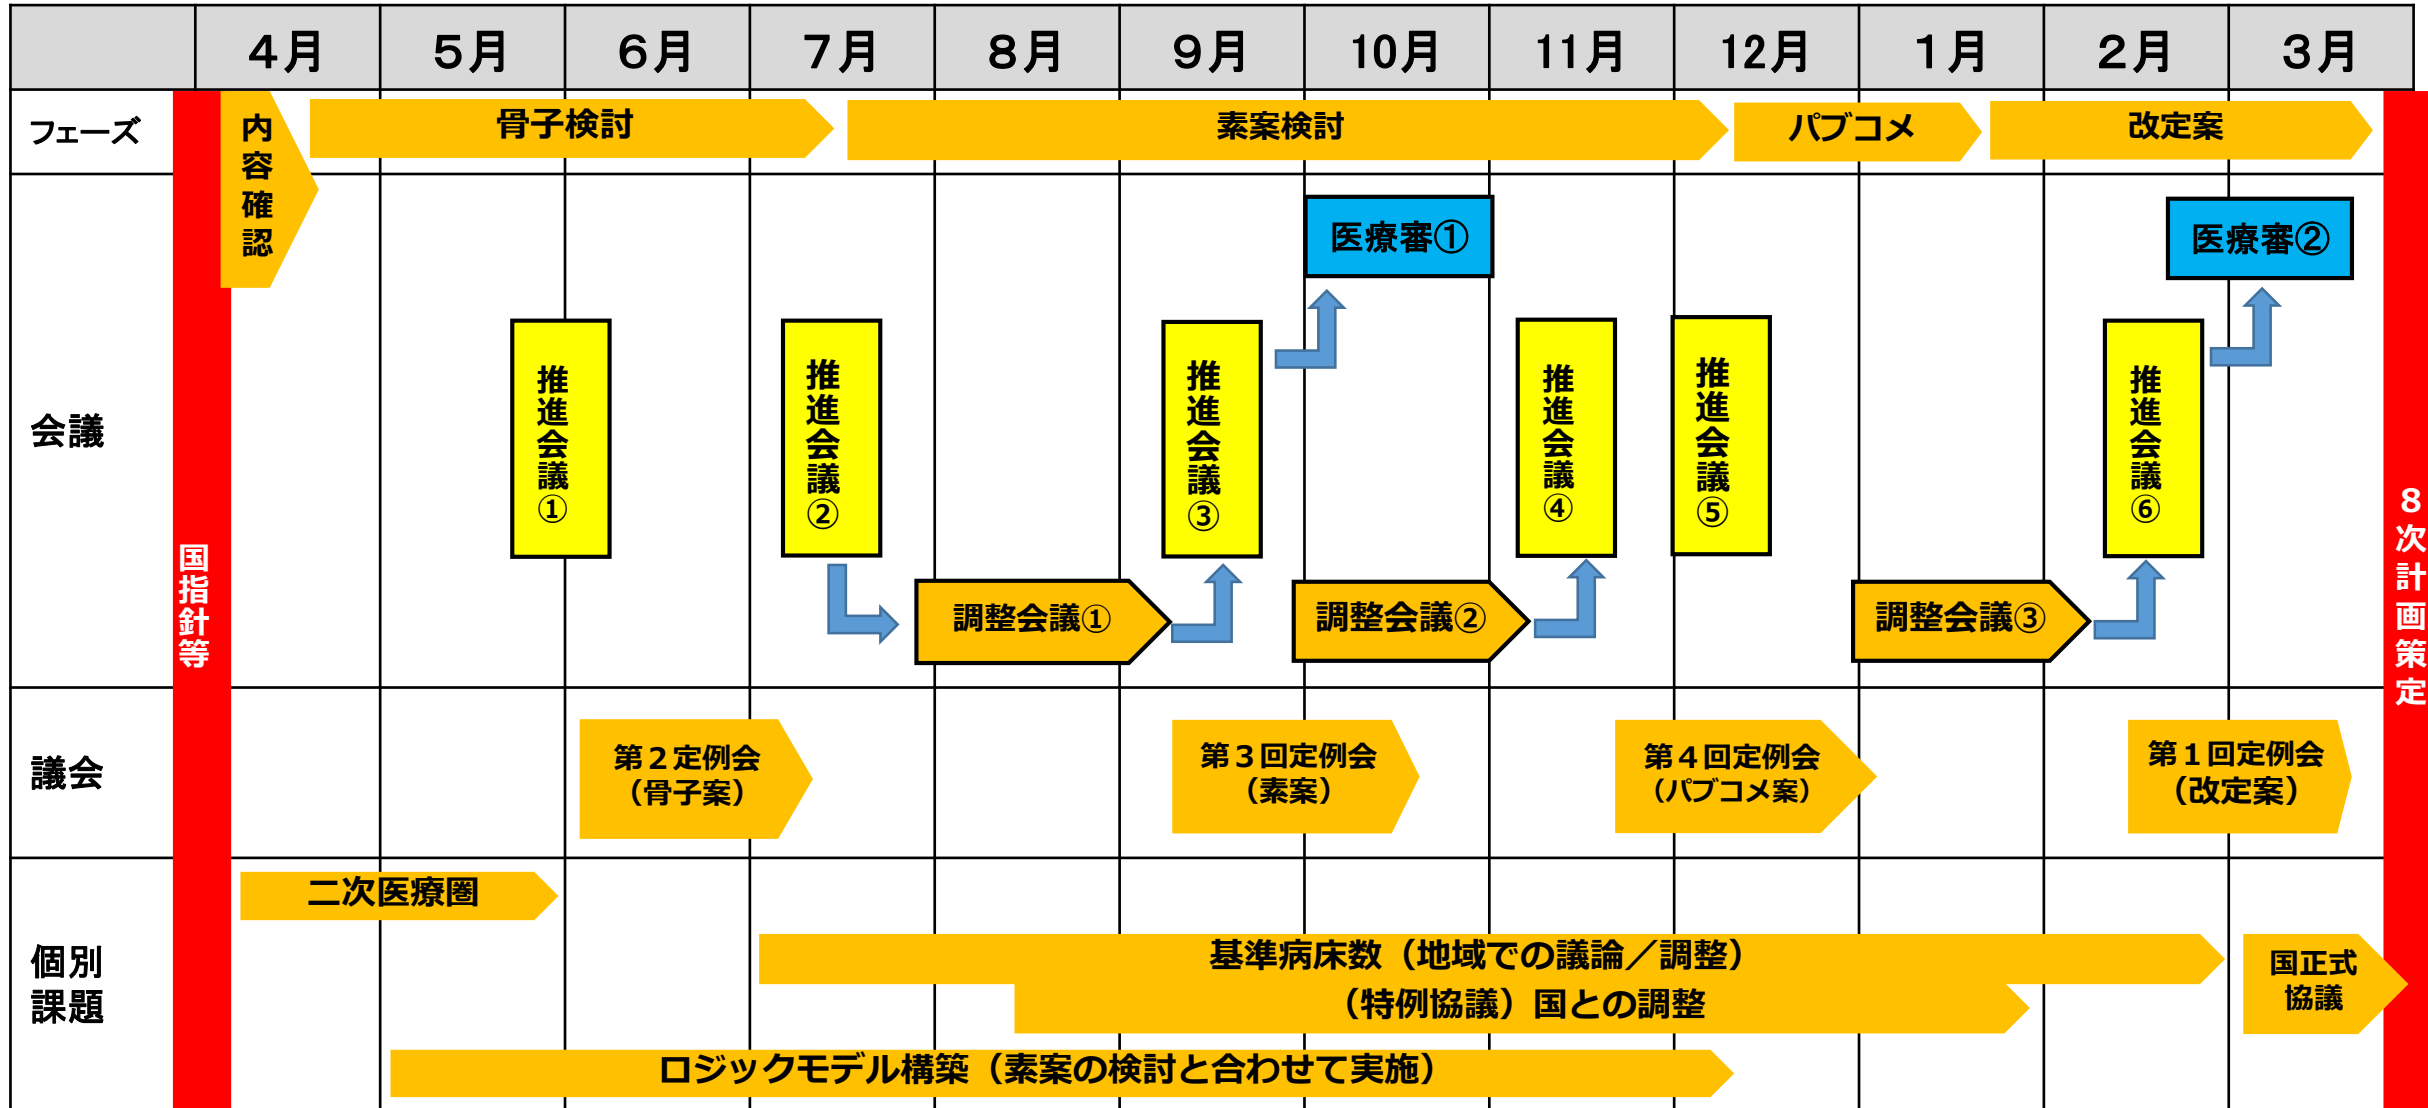 4月 5月 6月 7月 8月 9月 10月 11月 12月 1月 2月 3月
フェーズ
内容確認
骨子検討
素案検討
パブコメ
改定案
国指針等
8次計画策定
会議
医療審①
医療審②
推進会議①
推進会議②
推進会議③
推進会議④
推進会議⑤
推進会議⑥
調整会議①
調整会議②
調整会議③
議会
第2定例会
（骨子案）
第3回定例会
（素案）
第4回定例会
（パブコメ案）
第1回定例会
（改定案）
個別
課題
二次医療圏
基準病床数（地域での議論／調整）
（特例協議）国との調整
国正式
協議
ロジックモデル構築（素案の検討と合わせて実施）